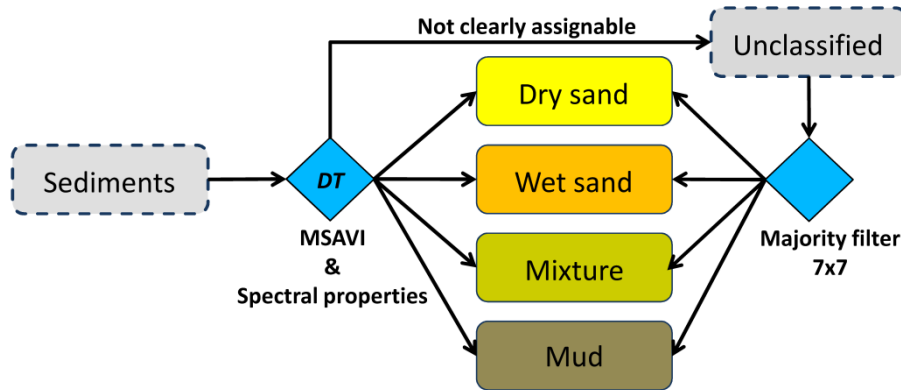 Not clearly assignable
Unclassified
Dry sand
Sediments
DT
Wet sand
MSAVI
&
Spectral properties
Majority filter
7x7
Mixture
Mud